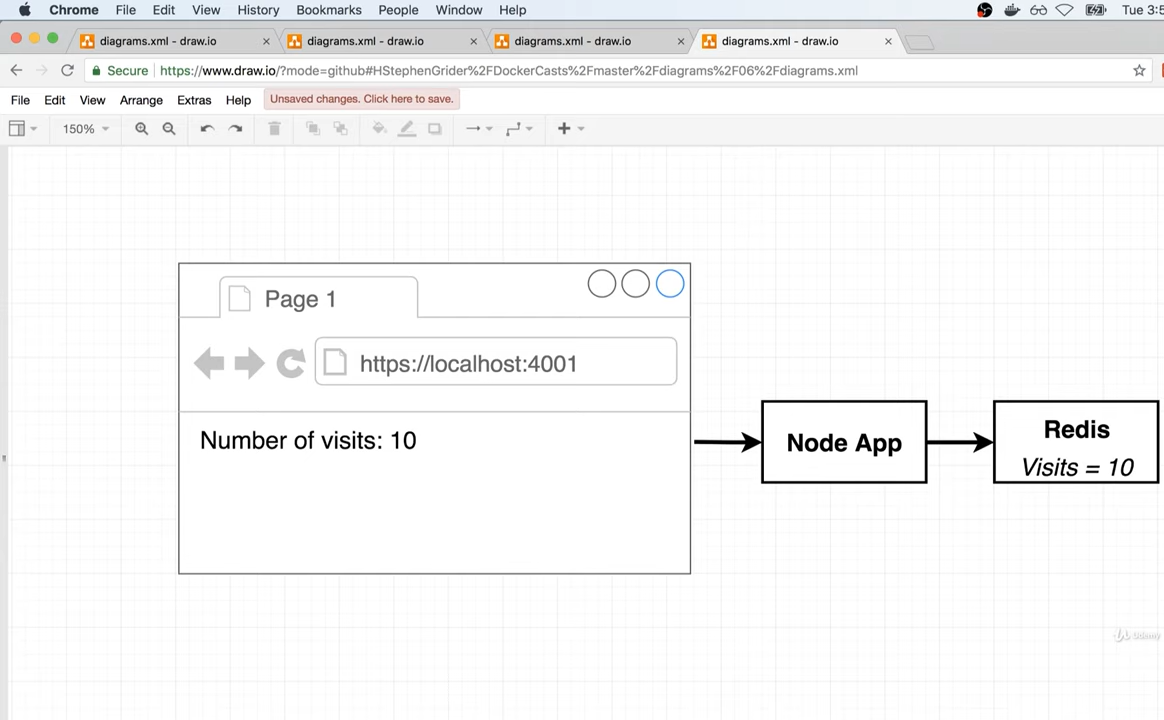 Chrome File Edit View History Bookmarks People Window Help Tue 3:5
diagrams.xml - draw.io diagrams.xml - draw.io diagrams.xml - draw.io diagrams.xml - draw.io
Secure https://www.draw.io/?mode=github#HStephenGrider%2FDockerCasts%2Fmaster%2Fdiagrams%2F06%2Fdiagrams.xml
File Edit View Arrange Extras Help Unsaved changes. Click here to save.
150%
Page 1
https://localhost:4001
Number of visits: 10
Node App
Redis
Visits = 10
Udemy